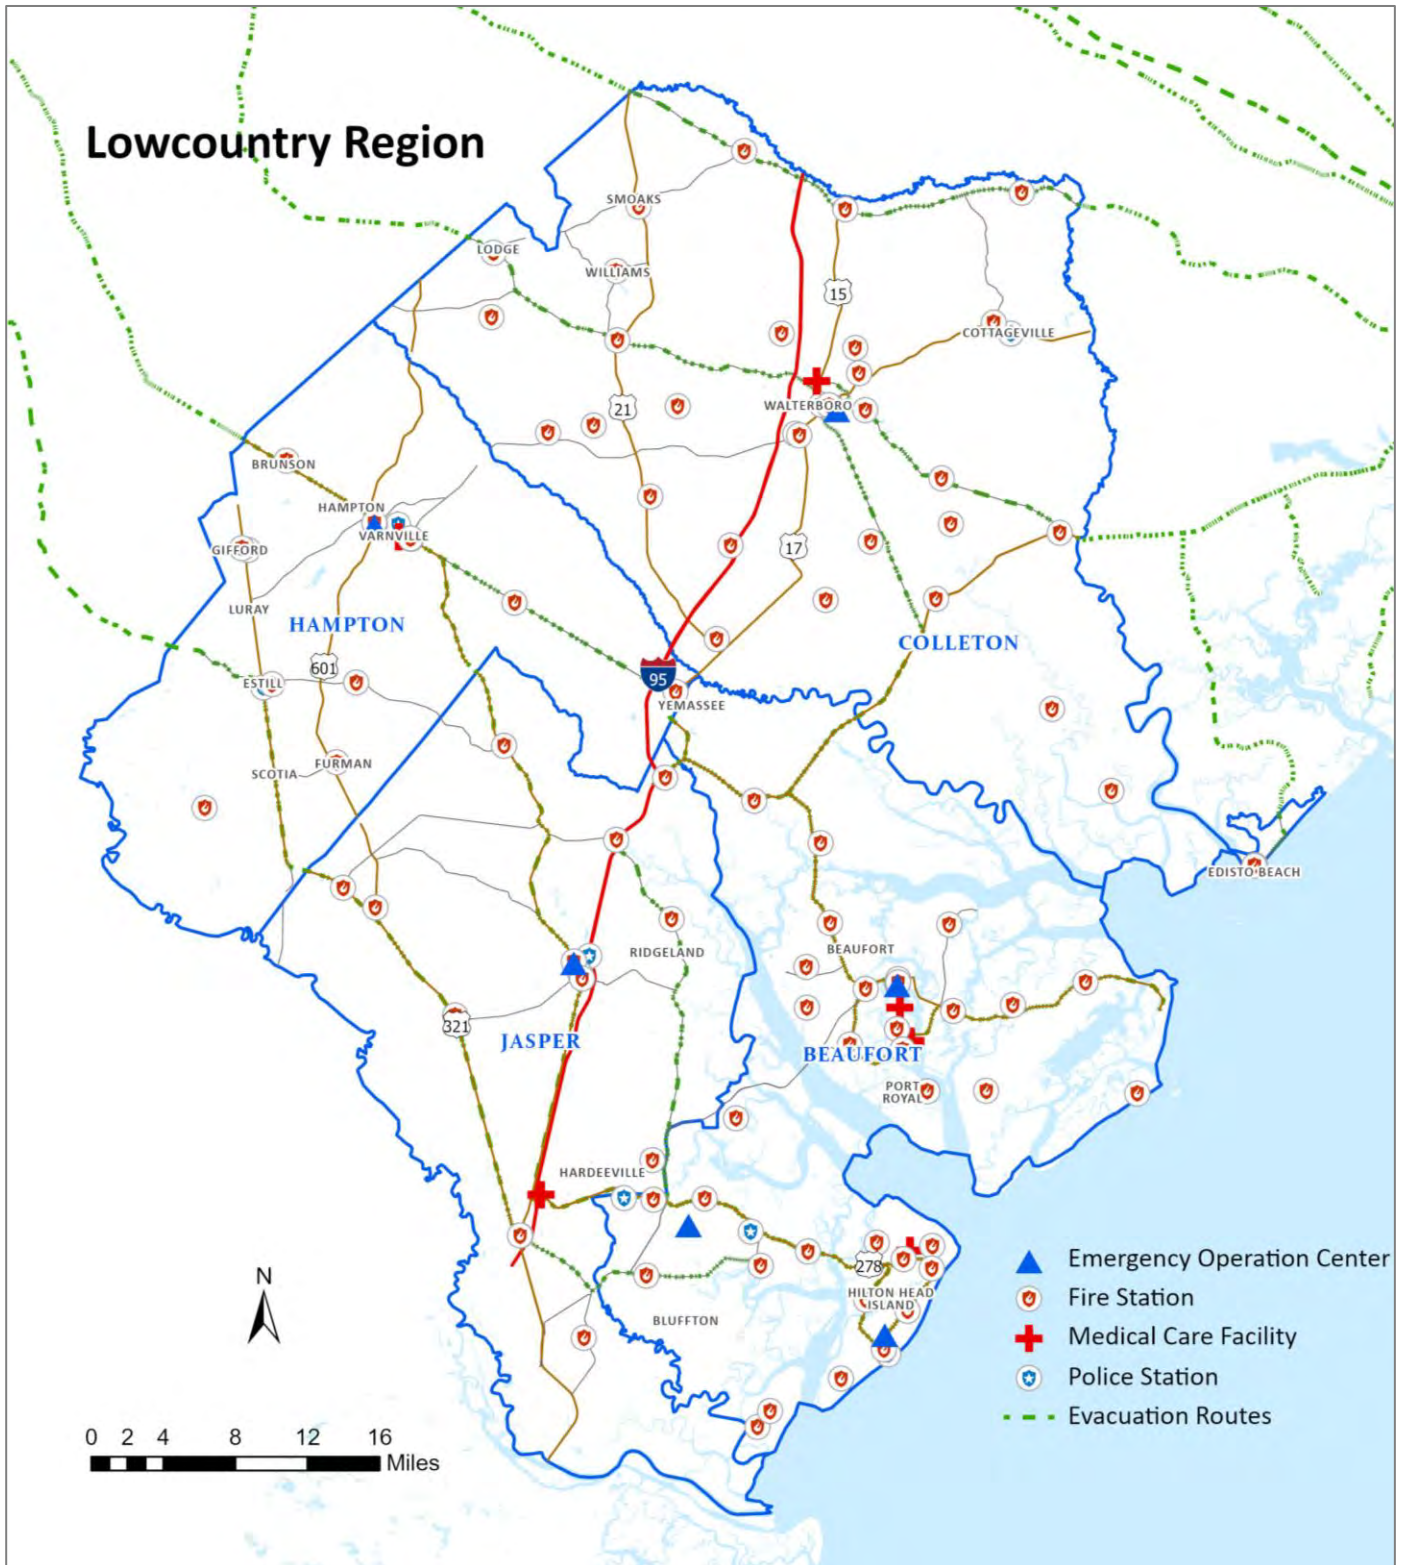 Lowcountry Region
SMOAKS
LODGE
WILLIAMS
15
COTTAGEVILLE
21
WALTERBORO
BRUNSON
HAMPTON
VARNVILLE
17
GIFFORD
LURAY
HAMPTON
COLLETON
601
95
ESTILL
YEMASSEE
FURMAN
SCOTIA
EDISTO BEACH
RIDGELAND
BEAUFORT
321
JASPER
BEAUFORT
PORT
ROYAL
HARDEEVILLE
278
HILTON HEAD
ISLAND
BLUFFTON
N
0 2 4 8 12 16
Miles
Emergency Operation Center
Fire Station
Medical Care Facility
Police Station
Evacuation Routes